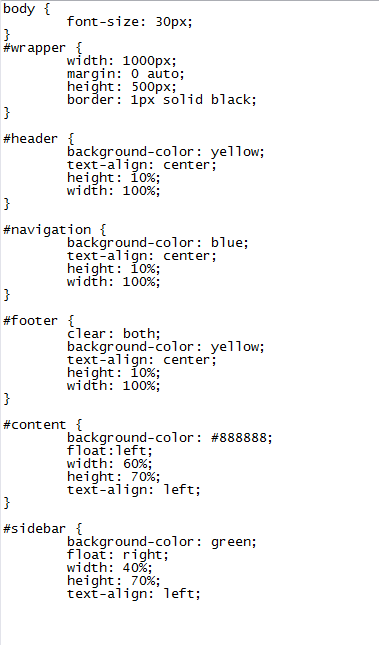 body {
	font-size: 30px;
}
#wrapper {
	width: 1000px;
	margin: 0 auto;
	height: 500px;
	border: 1px solid black;
}

#header {
	background-color: yellow;
	text-align: center;
	height: 10%;
	width: 100%;
}

#navigation {
	background-color: blue;
	text-align: center;
	height: 10%;
	width: 100%;
}

#footer {
	clear: both;
	background-color: yellow;
	text-align: center;
	height: 10%;
	width: 100%;
}

#content {
	background-color: #888888;
	float:left;
	width: 60%;
	height: 70%;
	text-align: left;
}

#sidebar {
	background-color: green;
	float: right;
	width: 40%;
	height: 70%;
	text-align: left;